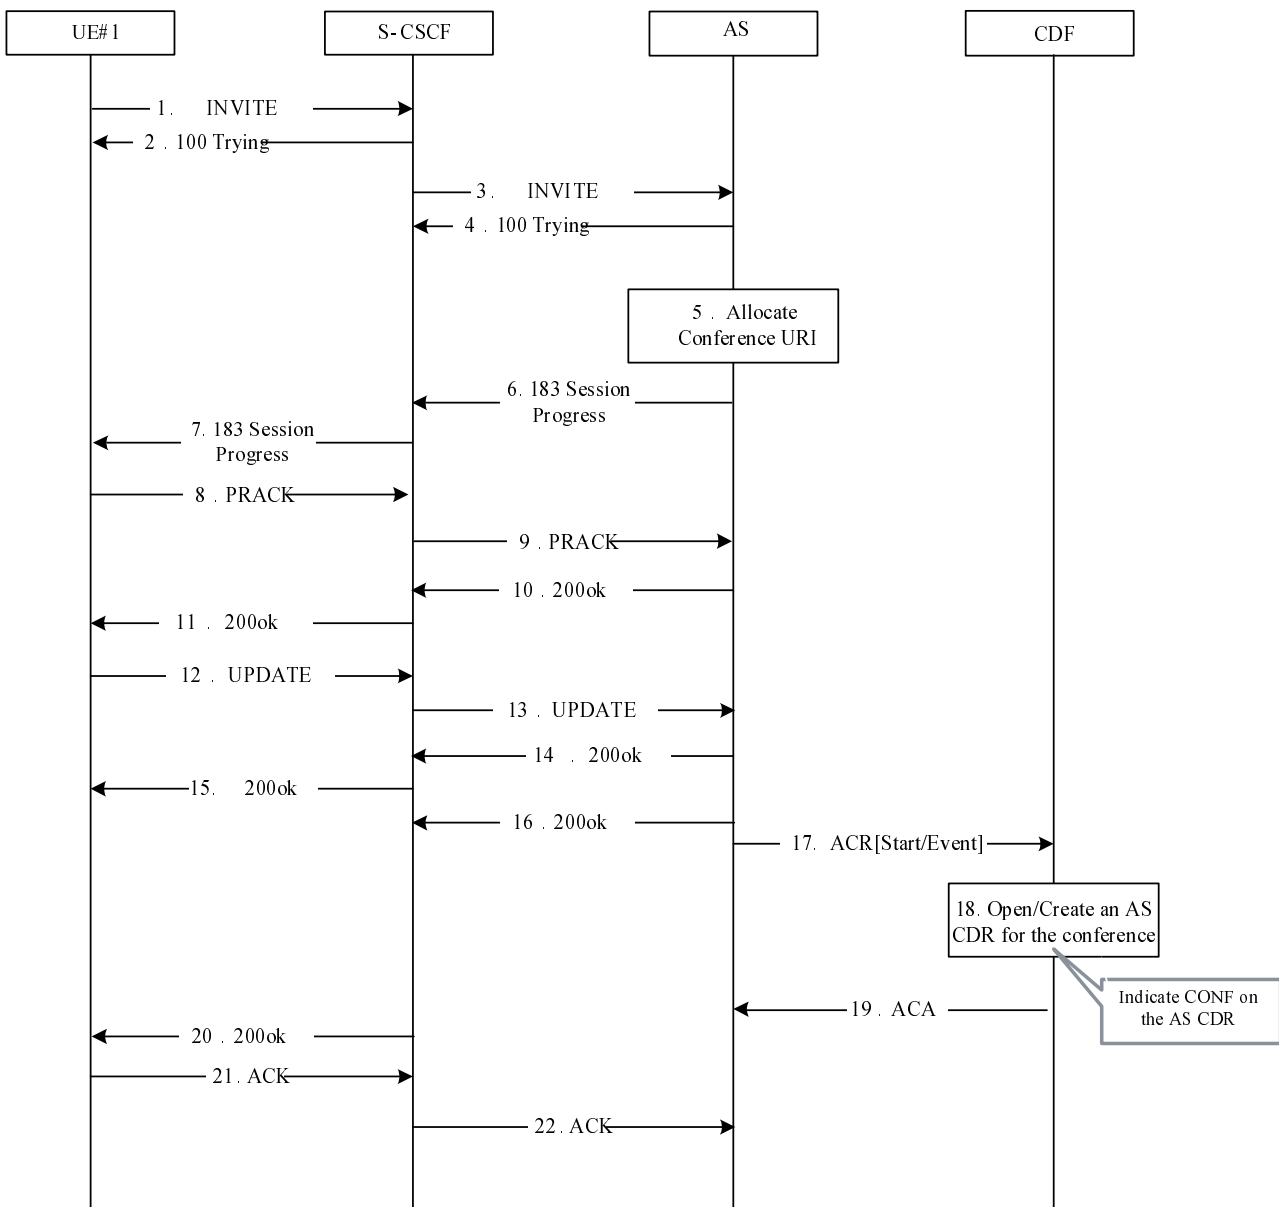 UE#1
S-CSCF
AS
CDF
1. INVITE
2 . 100 Trying
3. INVITE
4 . 100 Trying
5 . Allocate
Conference URI
6. 183 Session
Progress
7. 183 Session
Progress
8 . PRACK
9 . PRACK
10 . 200ok
11 . 200ok
12 . UPDATE
13 . UPDATE
14 . 200ok
15. 200ok
16 . 200ok
17. ACR[Start/Event]
18. Open/Create an AS
CDR for the conference
Indicate CONF on
the AS CDR
19 . ACA
20 . 200ok
21. ACK
22. ACK